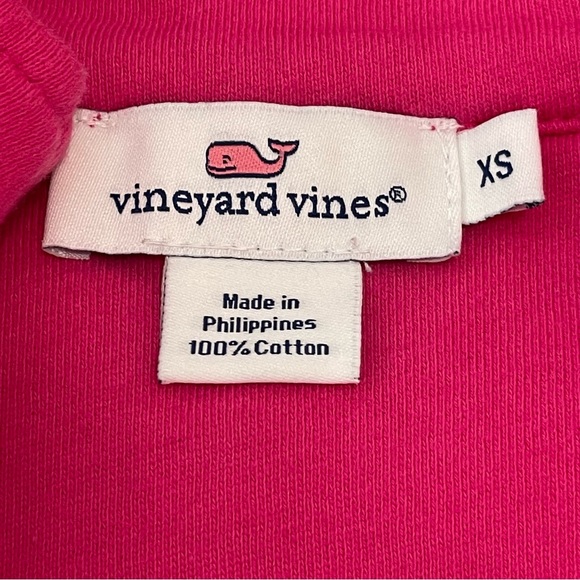 vineyard vines®
XS
Made in
Philippines
100% Cotton